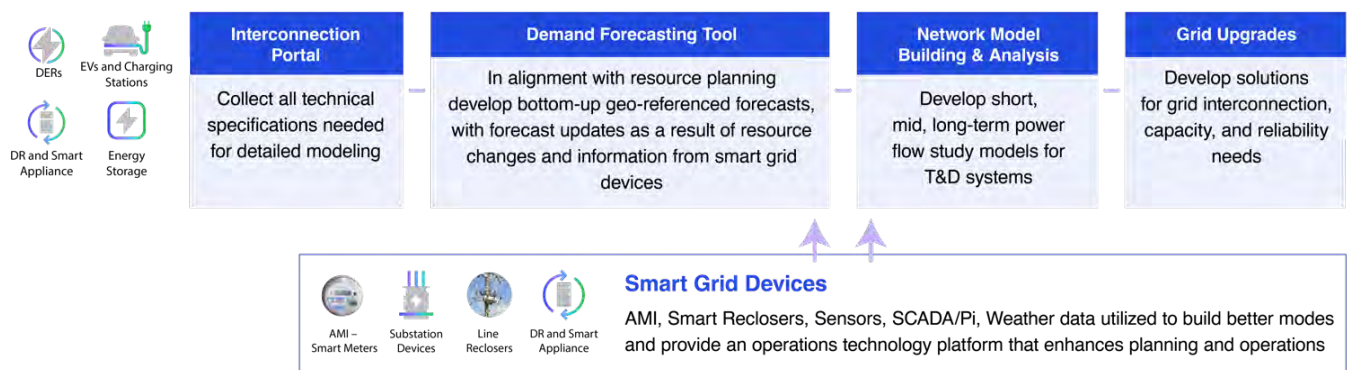 DERs
EVs and Charging
Stations
DR and Smart
Appliance
Energy
Storage
Interconnection
Portal
Collect all technical
specifications needed
for detailed modeling
Demand Forecasting Tool
In alignment with resource planning
develop bottom-up geo-referenced forecasts,
with forecast updates as a result of resource
changes and information from smart grid
devices
Network Model
Building & Analysis
Develop short,
mid, long-term power
flow study models for
T&D systems
Grid Upgrades
Develop solutions
for grid interconnection,
capacity, and reliability
needs
AMI –
Smart Meters
Substation
Devices
Line
Reclosers
DR and Smart
Appliance
Smart Grid Devices
AMI, Smart Reclosers, Sensors, SCADA/Pi, Weather data utilized to build better modes
and provide an operations technology platform that enhances planning and operations